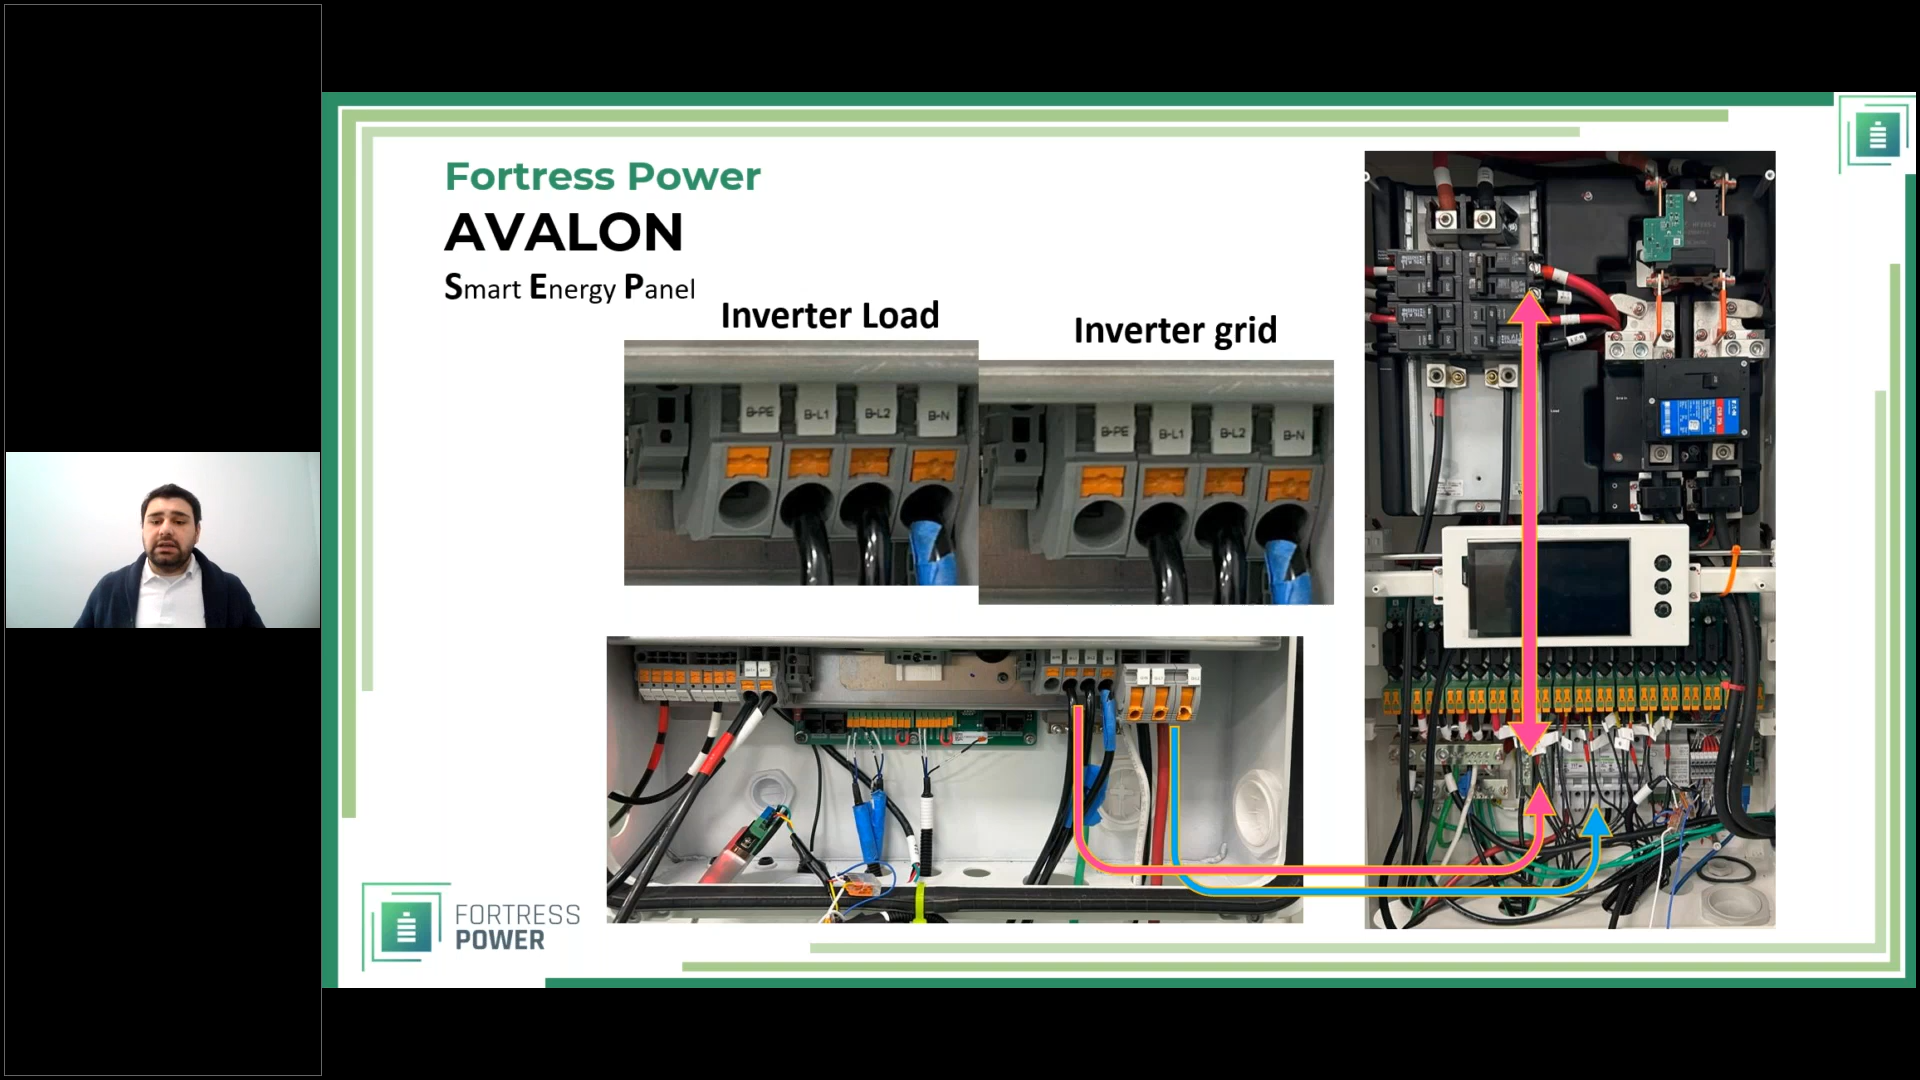 Fortress Power
AVALON
Smart Energy Panel
Inverter Load
Inverter grid
B-PE B-L1 B-L2 B-N
B-PE B-L1 B-L2 B-N
FORTRESS
POWER